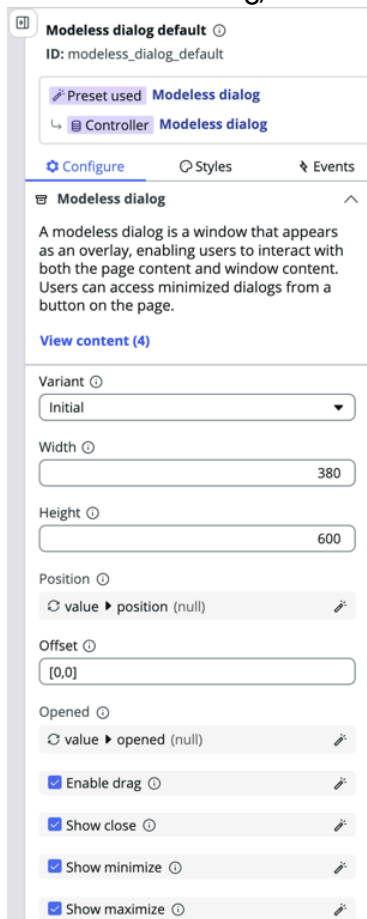 Modeless dialog default
ID: modeless_dialog_default
Preset used Modeless dialog
Controller Modeless dialog
Configure Styles Events
Modeless dialog
A modeless dialog is a window that appears
as an overlay, enabling users to interact with
both the page content and window content.
Users can access minimized dialogs from a
button on the page.
View content (4)
Variant
Initial
Width
380
Height
600
Position
value ▸ position (null)
Offset
[0,0]
Opened
value ▸ opened (null)
Enable drag
Show close
Show minimize
Show maximize